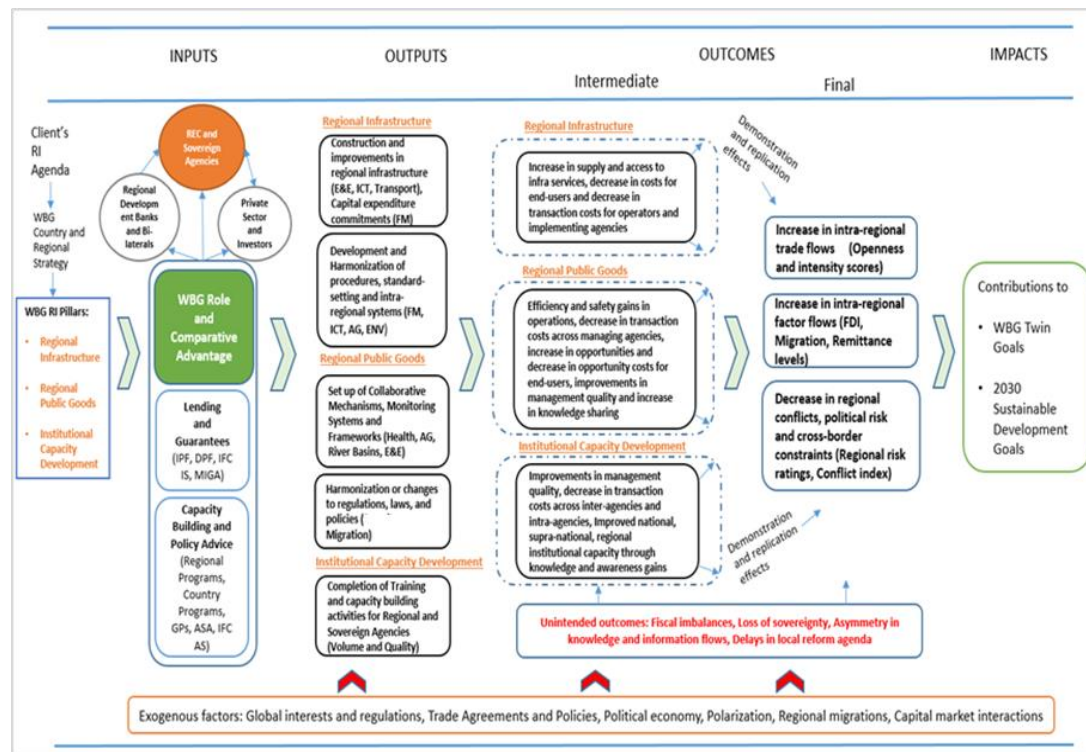 INPUTS
OUTPUTS
OUTCOMES
IMPACTS
Intermediate
Final
Client's
RI
Agenda
WBG
Country and
Regional
Strategy
WBG RI Pillars:
• Regional
Infrastructure
• Regional
Public Goods
• Institutional
Capacity
Development
REC and
Sovereign
Agencies
Regional
Developm
ent Banks
and Bi-
laterals
Private
Sector
and
Investors
WBG Role
and
Comparative
Advantage
Lending
and
Guarantees
(IPF, DPF, IFC
IS, MIGA)
Capacity
Building and
Policy Advice
(Regional
Programs,
Country
Programs,
GPs, ASA, IFC
AS)
Regional Infrastructure
Construction and
improvements in
regional infrastructure
(E&E, ICT, Transport),
Capital expenditure
commitments (FM)
Development and
Harmonization of
procedures, standard-
setting and intra-
regional systems (FM,
ICT, AG, ENV)
Regional Public Goods
Set up of Collaborative
Mechanisms, Monitoring
Systems and
Frameworks (Health, AG,
River Basins, E&E)
Harmonization or changes
to regulations, laws, and
policies (
Migration)
Institutional Capacity Development
Completion of Training
and capacity building
activities for Regional and
Sovereign Agencies
(Volume and Quality)
Regional Infrastructure
Increase in supply and access to
infra services, decrease in costs for
end-users and decrease in
transaction costs for operators and
implementing agencies
Regional Public Goods
Efficiency and safety gains in
operations, decrease in transaction
costs across managing agencies,
increase in opportunities and
decrease in opportunity costs for
end-users, improvements in
management quality and increase
in knowledge sharing
Institutional Capacity Development
Improvements in management
quality, decrease in transaction
costs across inter-agencies and
intra-agencies, Improved national,
supra-national, regional
institutional capacity through
knowledge and awareness gains
Demonstration
and replication
effects
Increase in intra-regional
trade flows (Openness
and intensity scores)
Increase in intra-regional
factor flows (FDI,
Migration, Remittance
levels)
Decrease in regional
conflicts, political risk
and cross-border
constraints (Regional risk
ratings, Conflict index)
Demonstration
and replication
effects
Contributions to
• WBG Twin
Goals
• 2030
Sustainable
Development
Goals
Unintended outcomes: Fiscal imbalances, Loss of sovereignty, Asymmetry in
knowledge and information flows, Delays in local reform agenda
Exogenous factors: Global interests and regulations, Trade Agreements and Policies, Political economy, Polarization, Regional migrations, Capital market interactions